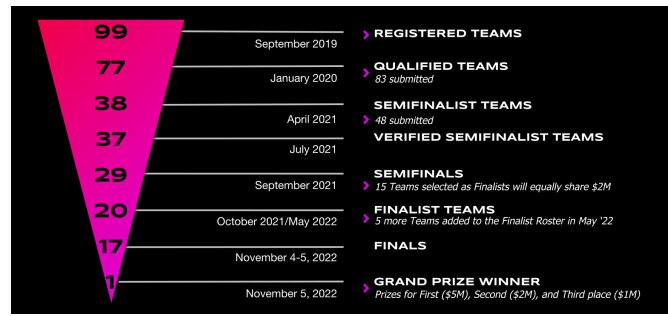 99
September 2019
REGISTERED TEAMS
77
January 2020
QUALIFIED TEAMS
83 submitted
38
April 2021
SEMIFINALIST TEAMS
48 submitted
37
July 2021
VERIFIED SEMIFINALIST TEAMS
29
September 2021
SEMIFINALS
15 Teams selected as Finalists will equally share $2M
20
October 2021/May 2022
FINALIST TEAMS
5 more Teams added to the Finalist Roster in May '22
17
November 4-5, 2022
FINALS
1
November 5, 2022
GRAND PRIZE WINNER
Prizes for First ($5M), Second ($2M), and Third place ($1M)